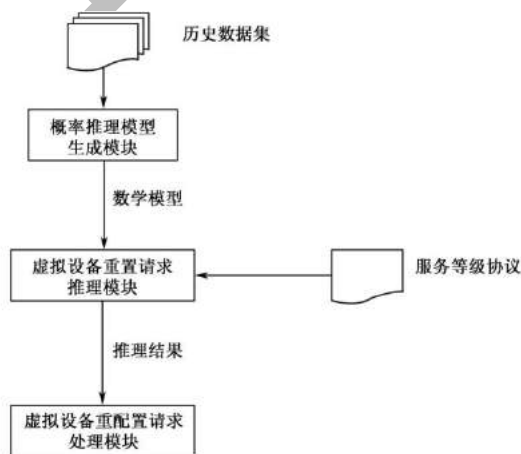 历史数据集
概率推理模型
生成模块
数学模型
虚拟设备重置请求
推理模块
服务等级协议
推理结果
虚拟设备重配置请求
处理模块